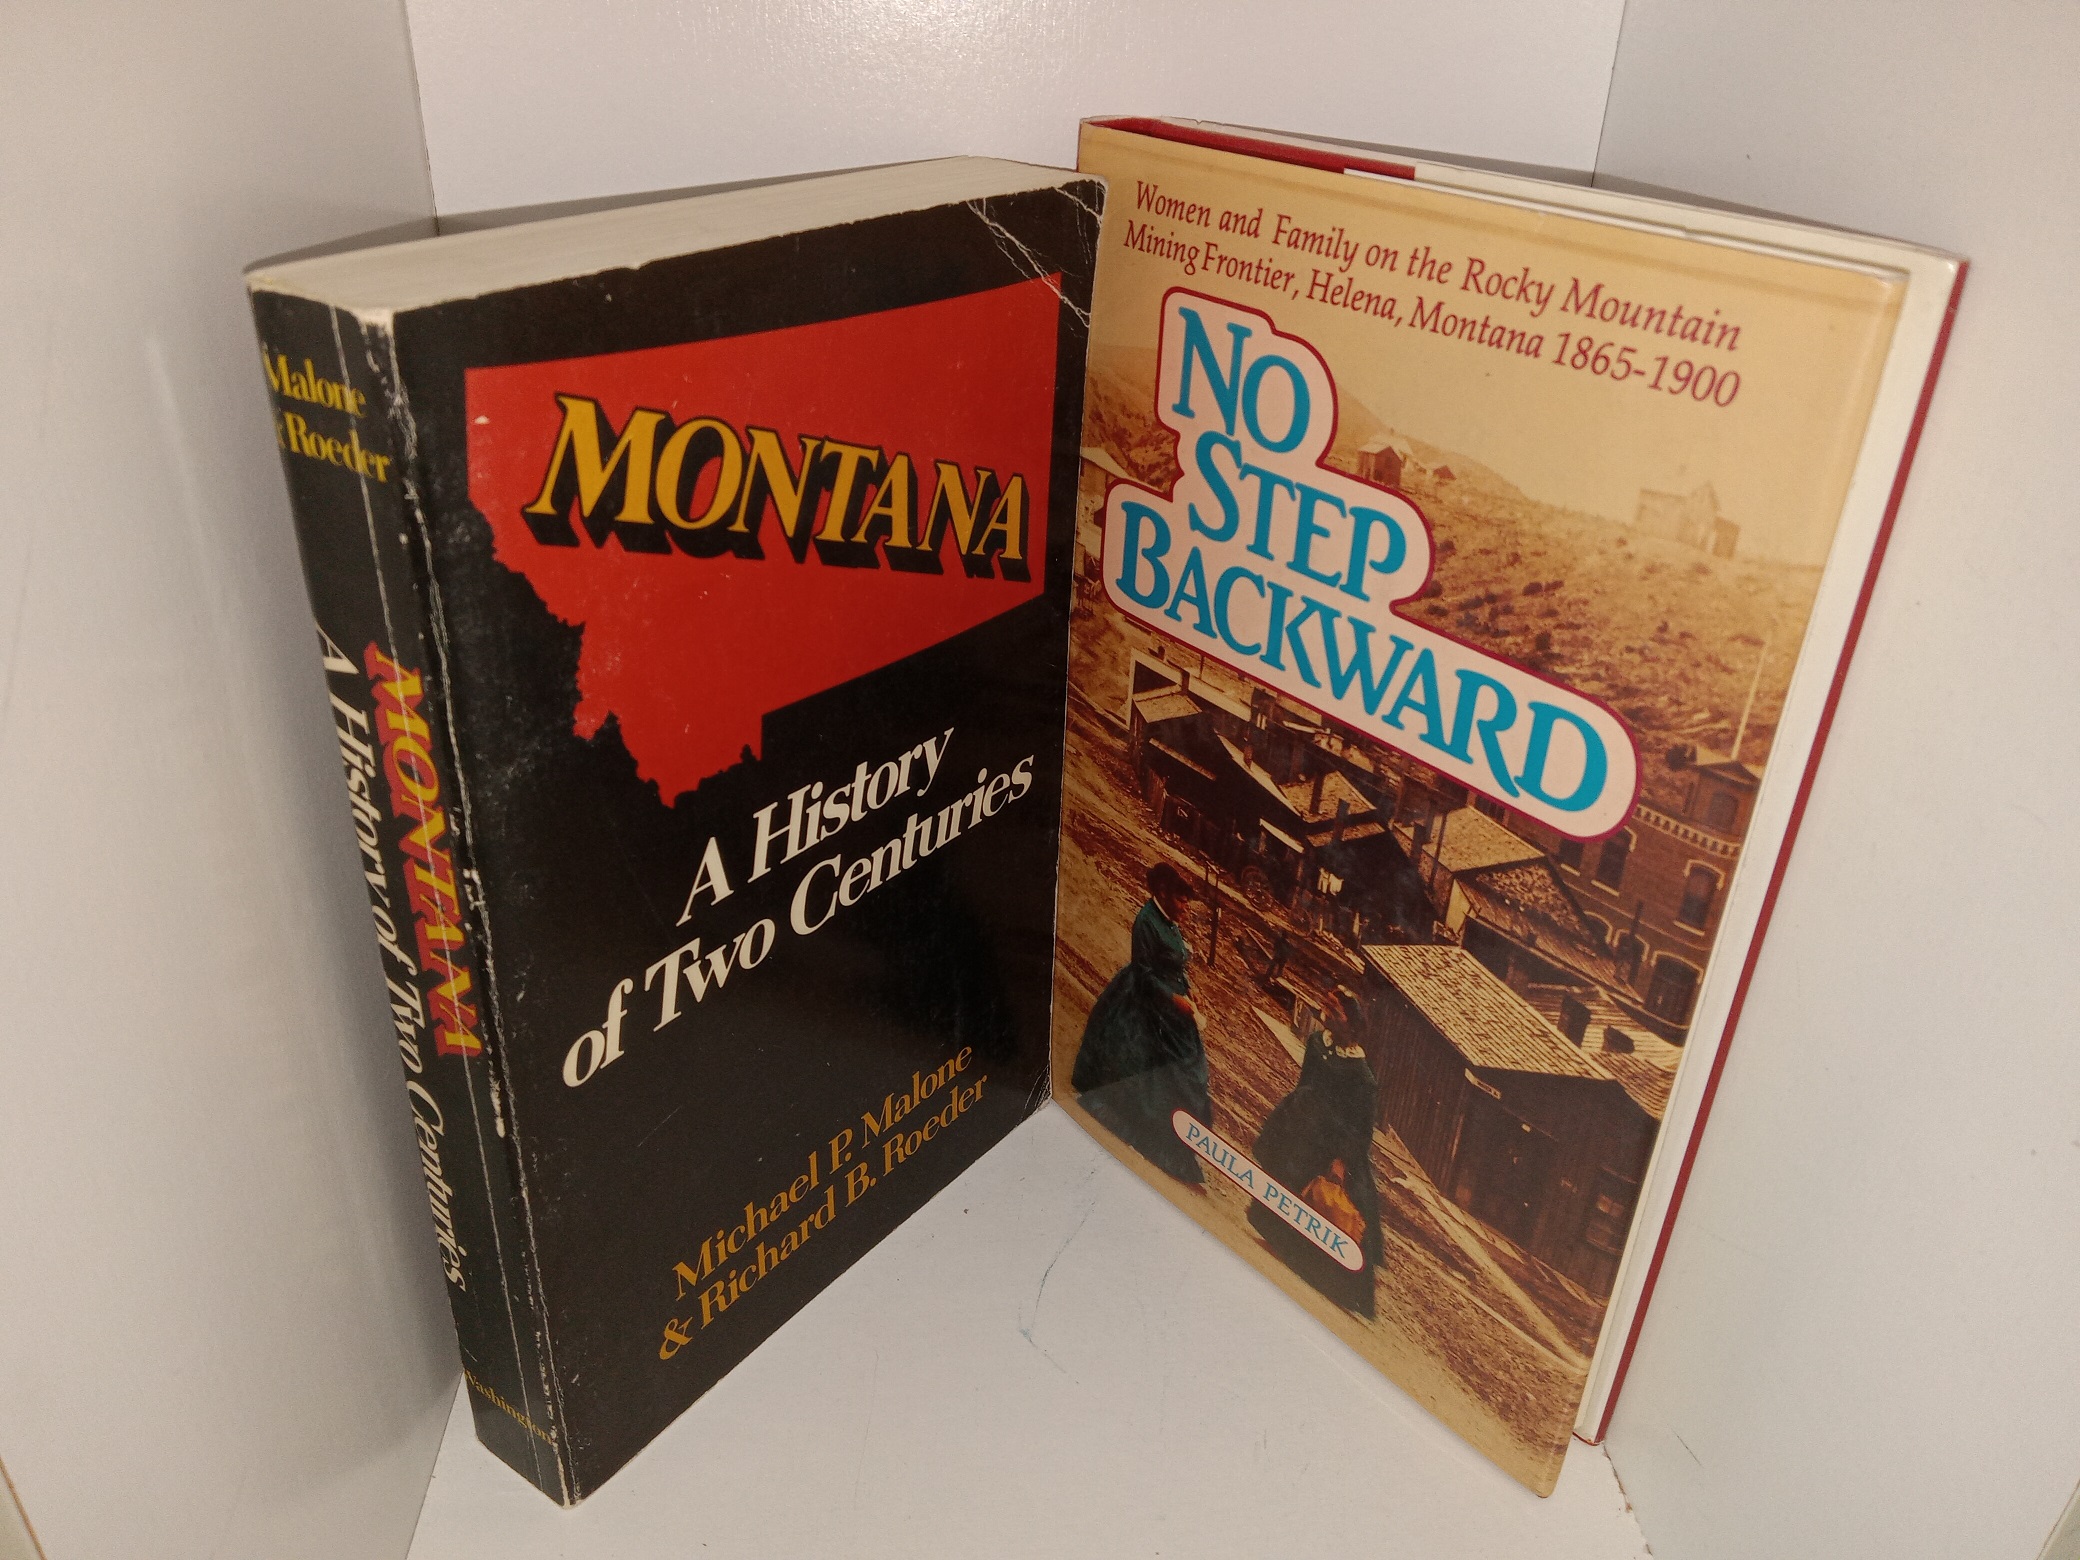 Malone
& Roeder
MONTANA
A History of Two Centuries
Washington
MONTANA
A History
of Two Centuries
Michael P. Malone
& Richard B. Roeder
Women and Family on the Rocky Mountain
Mining Frontier, Helena, Montana 1865-1900
NO
STEP
BACKWARD
PAULA PETRIK